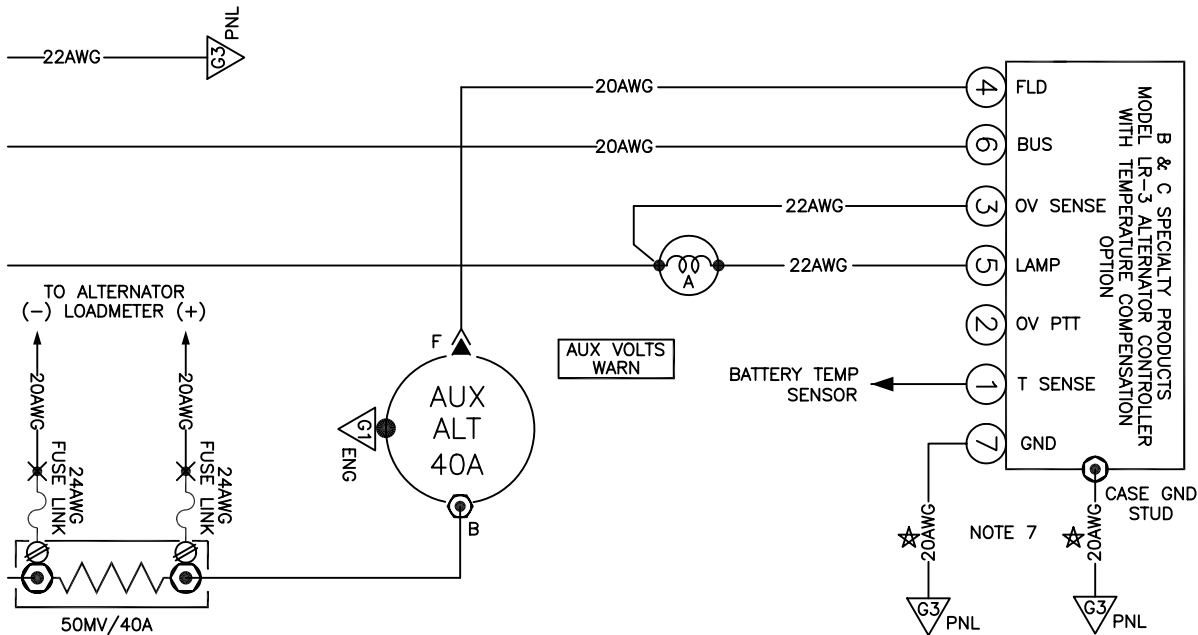 22AWG
G3
PNL
20AWG
4
FLD
20AWG
6
BUS
22AWG
3
OV SENSE
22AWG
5
LAMP
A
2
OV PTT
BATTERY TEMP
SENSOR
1
T SENSE
7
GND
B & C SPECIALTY PRODUCTS
MODEL LR-3 ALTERNATOR CONTROLLER
WITH TEMPERATURE COMPENSATION
OPTION
TO ALTERNATOR
(-) LOADMETER (+)
20AWG
20AWG
24AWG
FUSE LINK
24AWG
FUSE LINK
50MV/40A
F
AUX
ALT
40A
G1
ENG
B
AUX VOLTS
WARN
CASE GND
STUD
NOTE 7
20AWG
20AWG
G3
PNL
G3
PNL